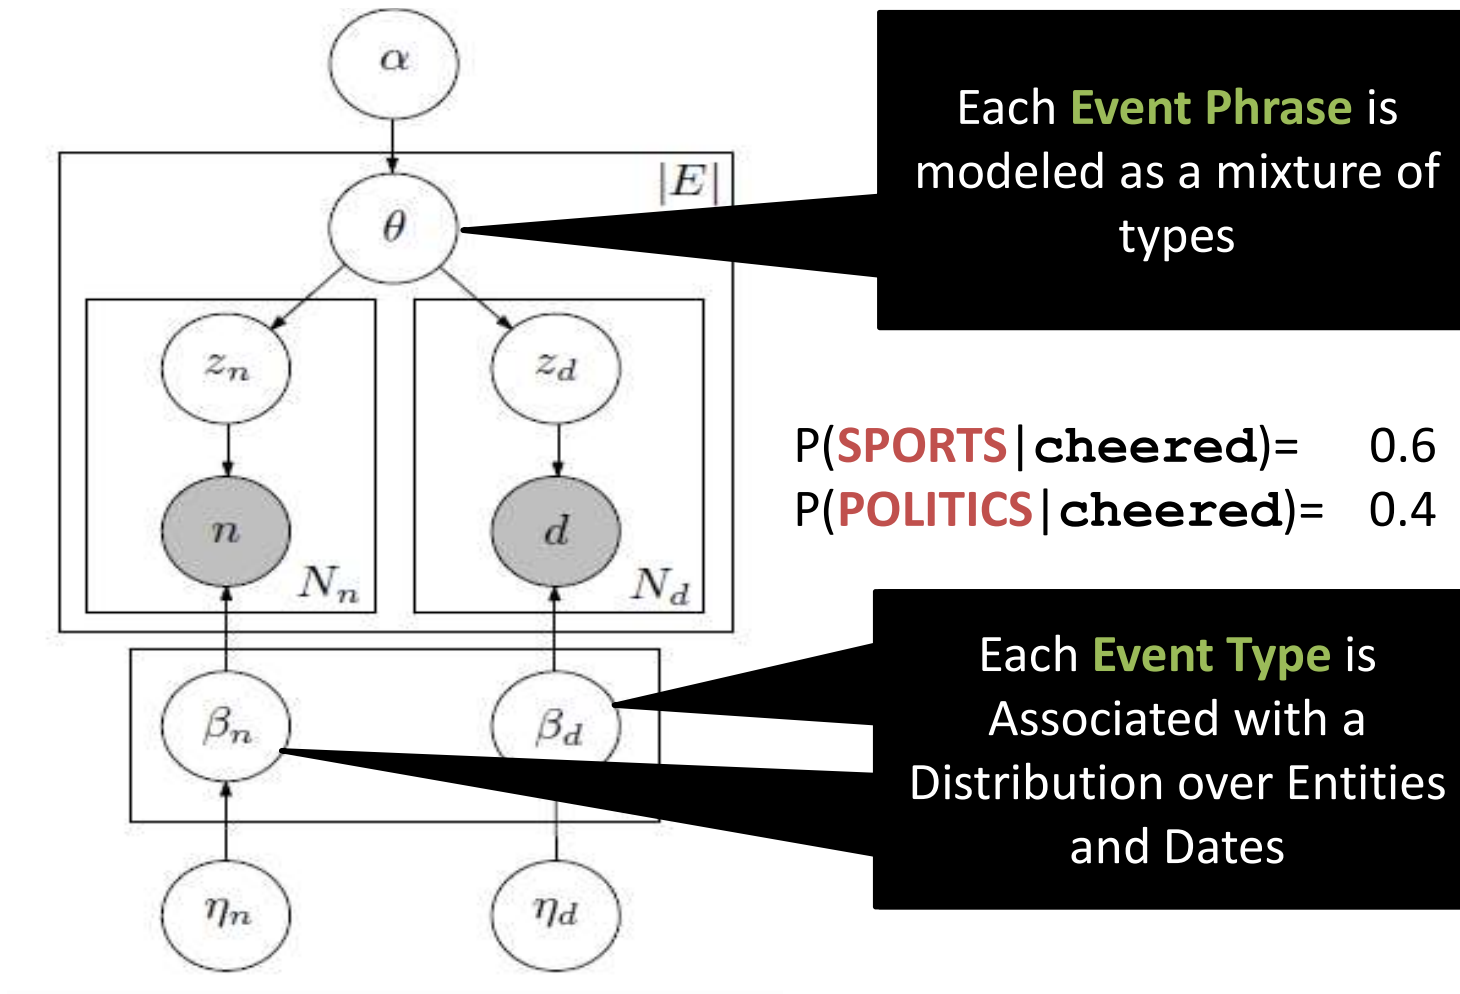 α
|E|
θ
z_n
z_d
n
d
N_n
N_d
β_n
β_d
η_n
η_d
Each Event Phrase is
modeled as a mixture of
types
P(SPORTS|cheered)= 0.6
P(POLITICS|cheered)= 0.4
Each Event Type is
Associated with a
Distribution over Entities
and Dates